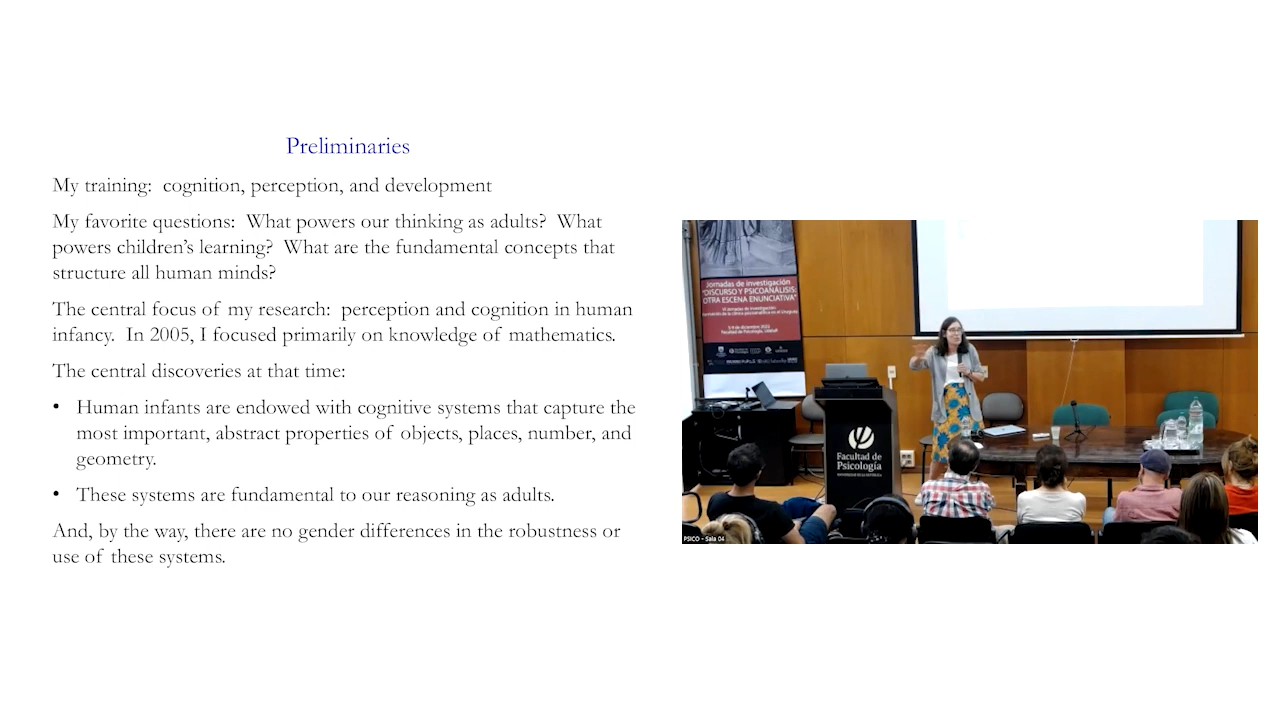 Preliminaries
My training: cognition, perception, and development
My favorite questions: What powers our thinking as adults? What
powers children's learning? What are the fundamental concepts that
structure all human minds?
The central focus of my research: perception and cognition in human
infancy. In 2005, I focused primarily on knowledge of mathematics.
The central discoveries at that time:
• Human infants are endowed with cognitive systems that capture the
most important, abstract properties of objects, places, number, and
geometry.
• These systems are fundamental to our reasoning as adults.
And, by the way, there are no gender differences in the robustness or
use of these systems.
Jornadas de investigación
"DISCURSO Y PSICOANÁLISIS:
OTRA ESCENA ENUNCIATIVA"
Facultad de
Psicología
UNIVERSIDAD DE LA REPÚBLICA
PSICO - Sala 04